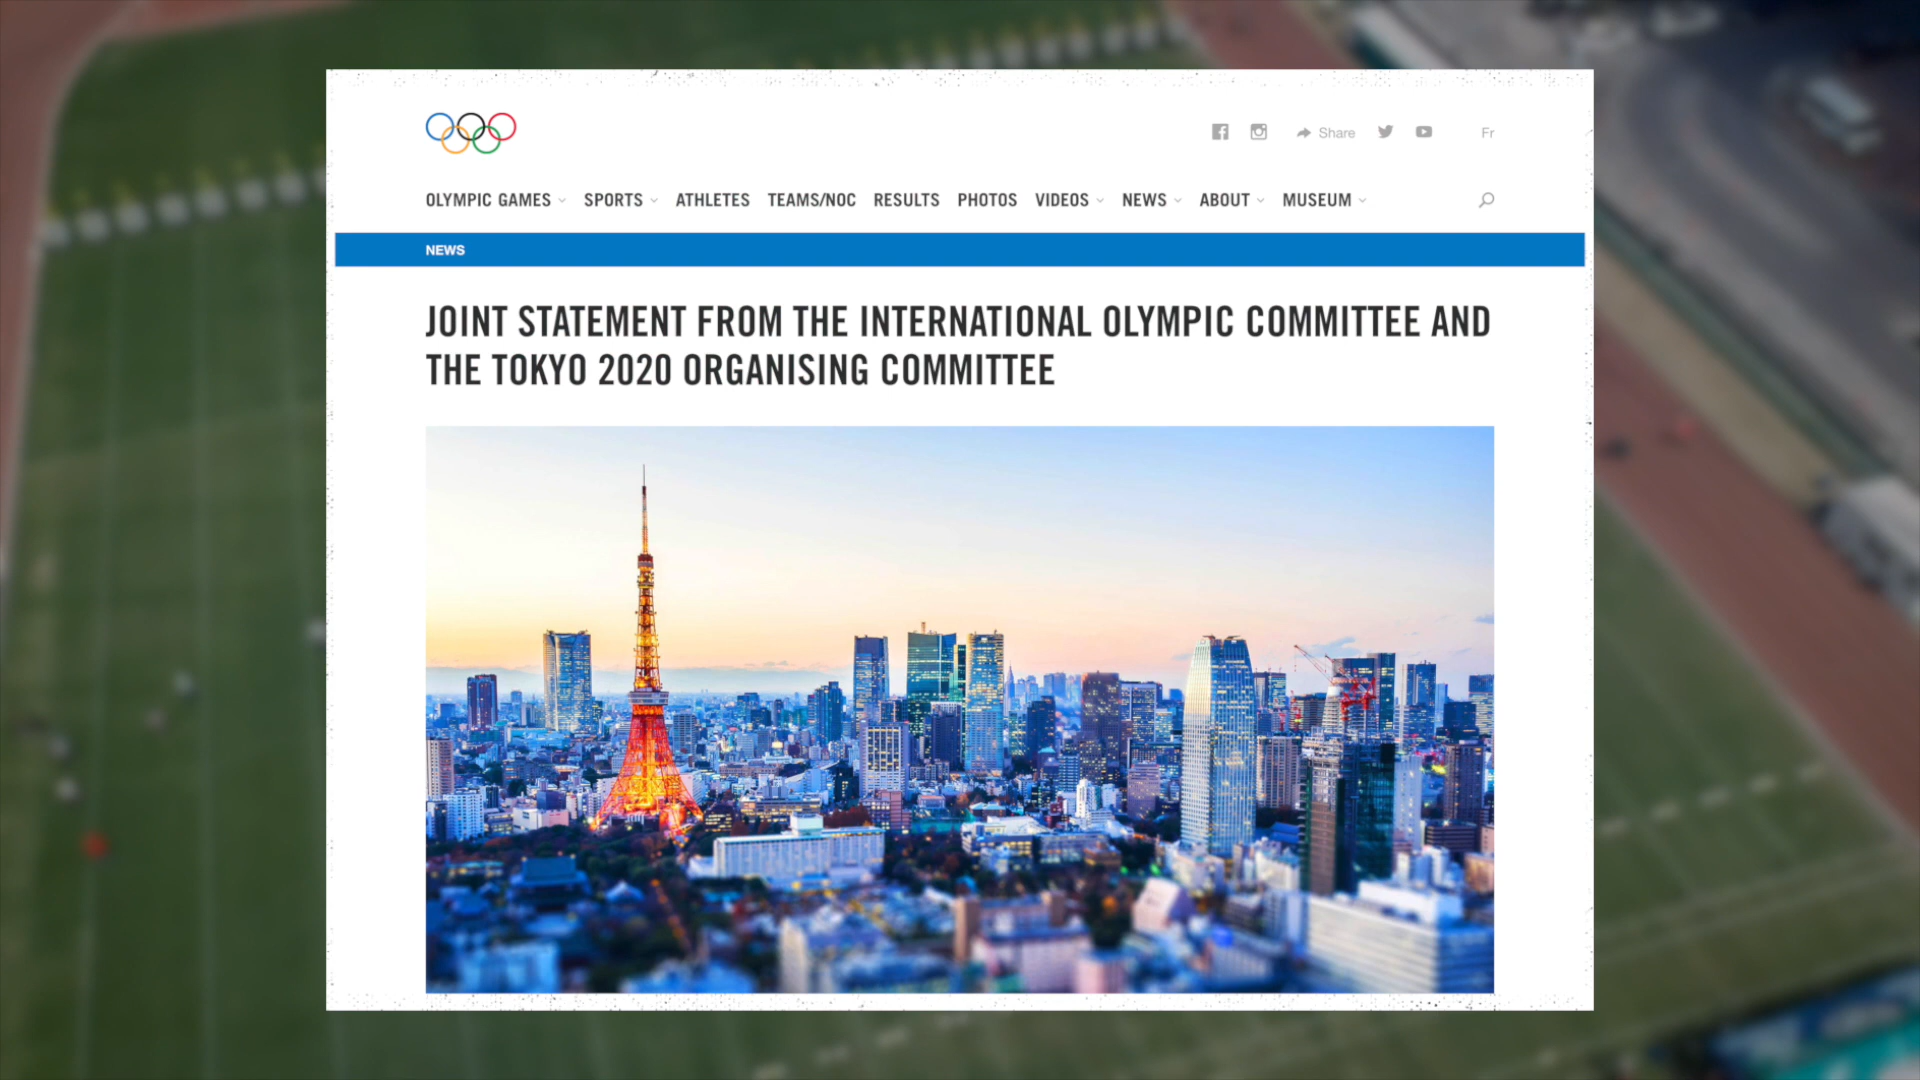 Share
Fr
OLYMPIC GAMES SPORTS ATHLETES TEAMS/NOC RESULTS PHOTOS VIDEOS NEWS ABOUT MUSEUM
NEWS
JOINT STATEMENT FROM THE INTERNATIONAL OLYMPIC COMMITTEE AND
THE TOKYO 2020 ORGANISING COMMITTEE